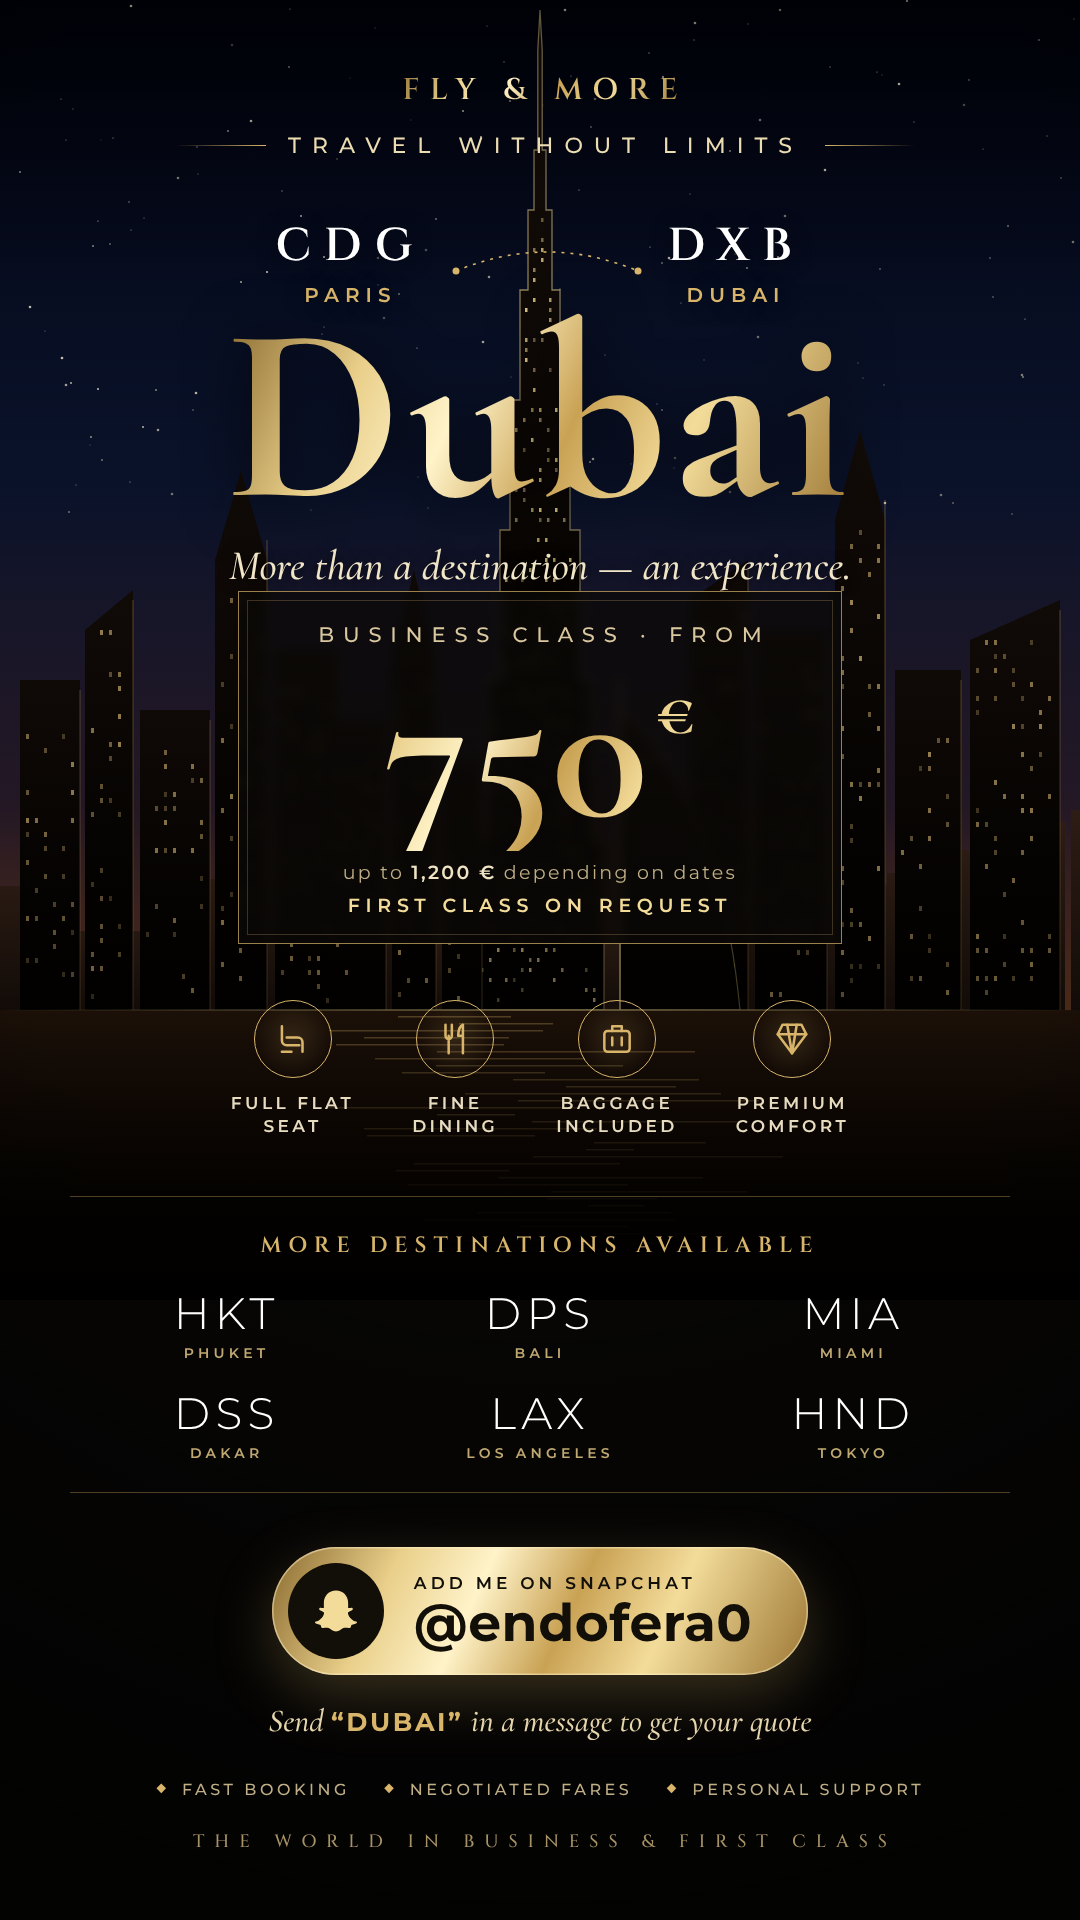 FLY & MORE
TRAVEL WITHOUT LIMITS
CDG DXB
PARIS DUBAI
Dubai
More than a destination — an experience.
BUSINESS CLASS · FROM
750 €
up to 1,200 € depending on dates
FIRST CLASS ON REQUEST
FULL FLAT SEAT
FINE DINING
BAGGAGE INCLUDED
PREMIUM COMFORT
MORE DESTINATIONS AVAILABLE
HKT DPS MIA
PHUKET BALI MIAMI
DSS LAX HND
DAKAR LOS ANGELES TOKYO
ADD ME ON SNAPCHAT
@endofera0
Send “DUBAI” in a message to get your quote
◆ FAST BOOKING ◆ NEGOTIATED FARES ◆ PERSONAL SUPPORT
THE WORLD IN BUSINESS & FIRST CLASS